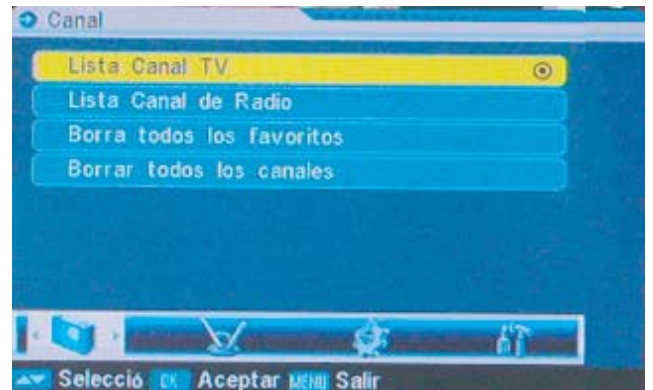 Canal
Lista Canal TV
Lista Canal de Radio
Borra todos los favoritos
Borrar todos los canales
Selecció OK Aceptar MENU Salir